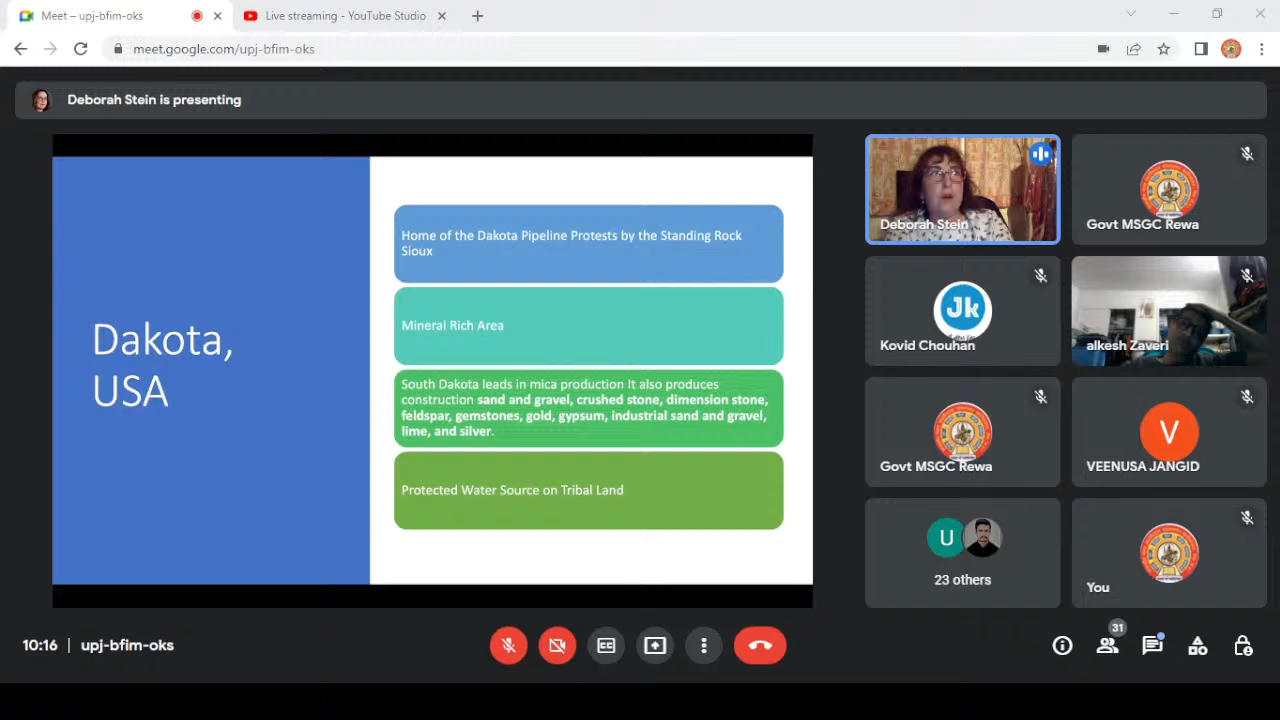 Meet – upj-bfim-oks
Live streaming - YouTube Studio
meet.google.com/upj-bfim-oks
Deborah Stein is presenting
Dakota,
USA
Home of the Dakota Pipeline Protests by the Standing Rock
Sioux
Mineral Rich Area
South Dakota leads in mica production It also produces
construction sand and gravel, crushed stone, dimension stone,
feldspar, gemstones, gold, gypsum, industrial sand and gravel,
lime, and silver.
Protected Water Source on Tribal Land
Deborah Stein
Govt MSGC Rewa
Jk
Kovid Chouhan
alkesh Zaveri
Govt MSGC Rewa
V
VEENUSA JANGID
U
23 others
You
10:16 | upj-bfim-oks
CC
31